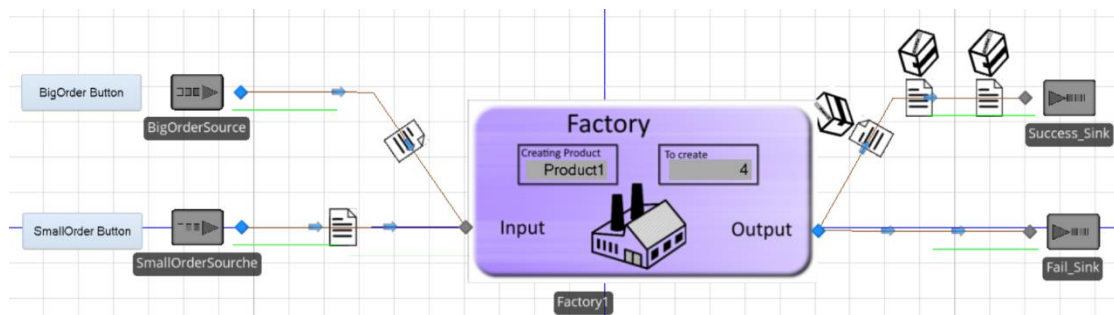 BigOrder Button
BigOrderSource
SmallOrder Button
SmallOrderSourche
Factory
Creating Product
Product1
To create
4
Input
Output
Factory1
Success_Sink
Fail_Sink